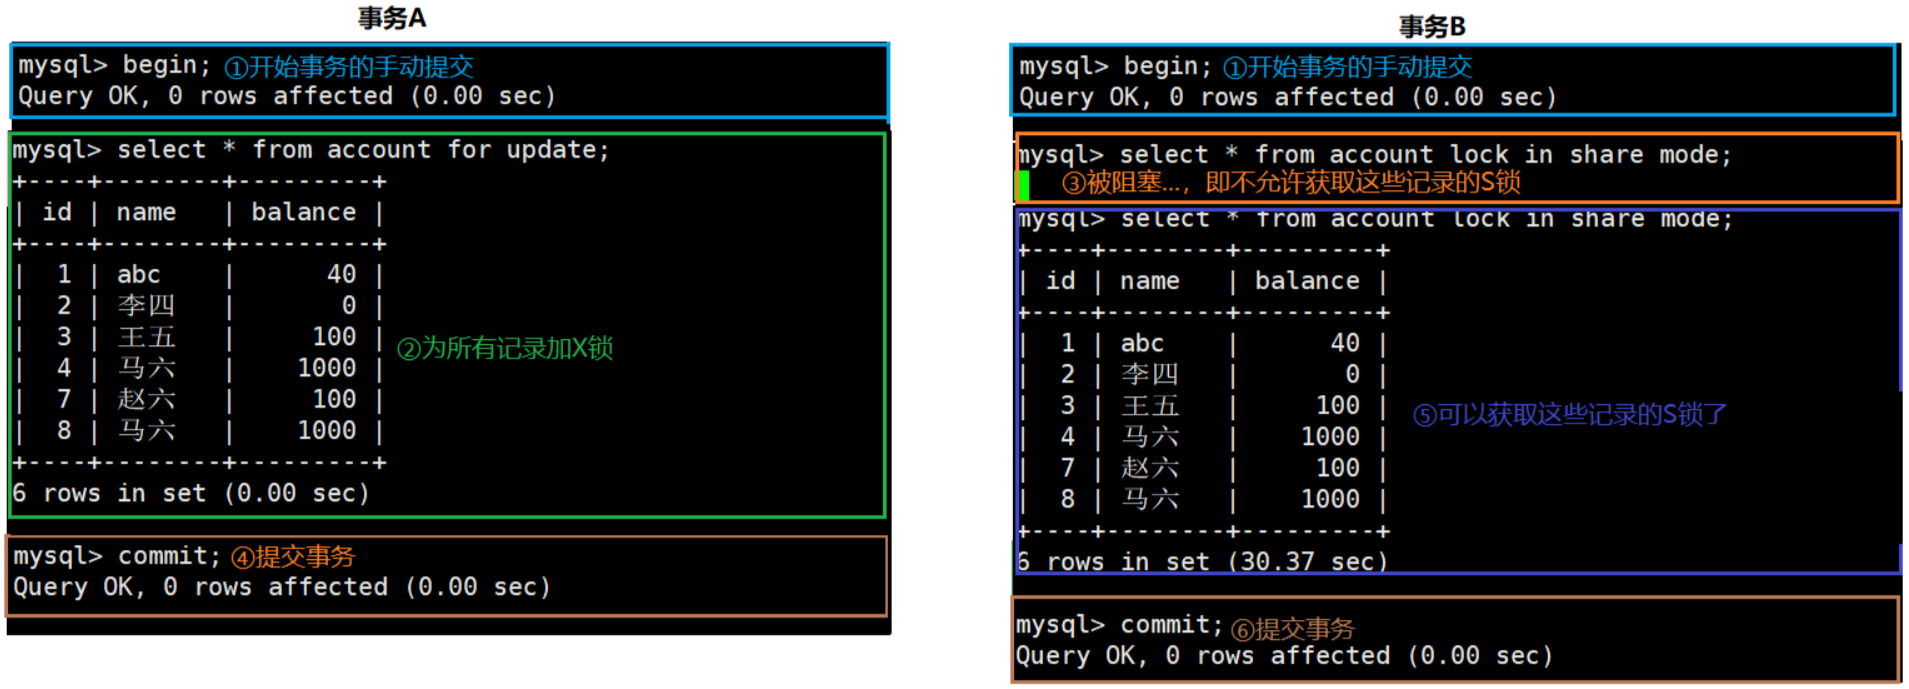 事务A
mysql> begin; ①开始事务的手动提交
Query OK, 0 rows affected (0.00 sec)
mysql> select * from account for update;
+----+--------+---------+
| id | name   | balance |
+----+--------+---------+
|  1 | abc    |      40 |
|  2 | 李四   |       0 |
|  3 | 王五   |     100 |
|  4 | 马六   |    1000 |
|  7 | 赵六   |     100 |
|  8 | 马六   |    1000 |
+----+--------+---------+
②为所有记录加X锁
6 rows in set (0.00 sec)
mysql> commit; ④提交事务
Query OK, 0 rows affected (0.00 sec)
事务B
mysql> begin; ①开始事务的手动提交
Query OK, 0 rows affected (0.00 sec)
mysql> select * from account lock in share mode;
③被阻塞...，即不允许获取这些记录的S锁
mysql> select * from account lock in share mode;
+----+--------+---------+
| id | name   | balance |
+----+--------+---------+
|  1 | abc    |      40 |
|  2 | 李四   |       0 |
|  3 | 王五   |     100 |
|  4 | 马六   |    1000 |
|  7 | 赵六   |     100 |
|  8 | 马六   |    1000 |
+----+--------+---------+
⑤可以获取这些记录的S锁了
6 rows in set (30.37 sec)
mysql> commit; ⑥提交事务
Query OK, 0 rows affected (0.00 sec)